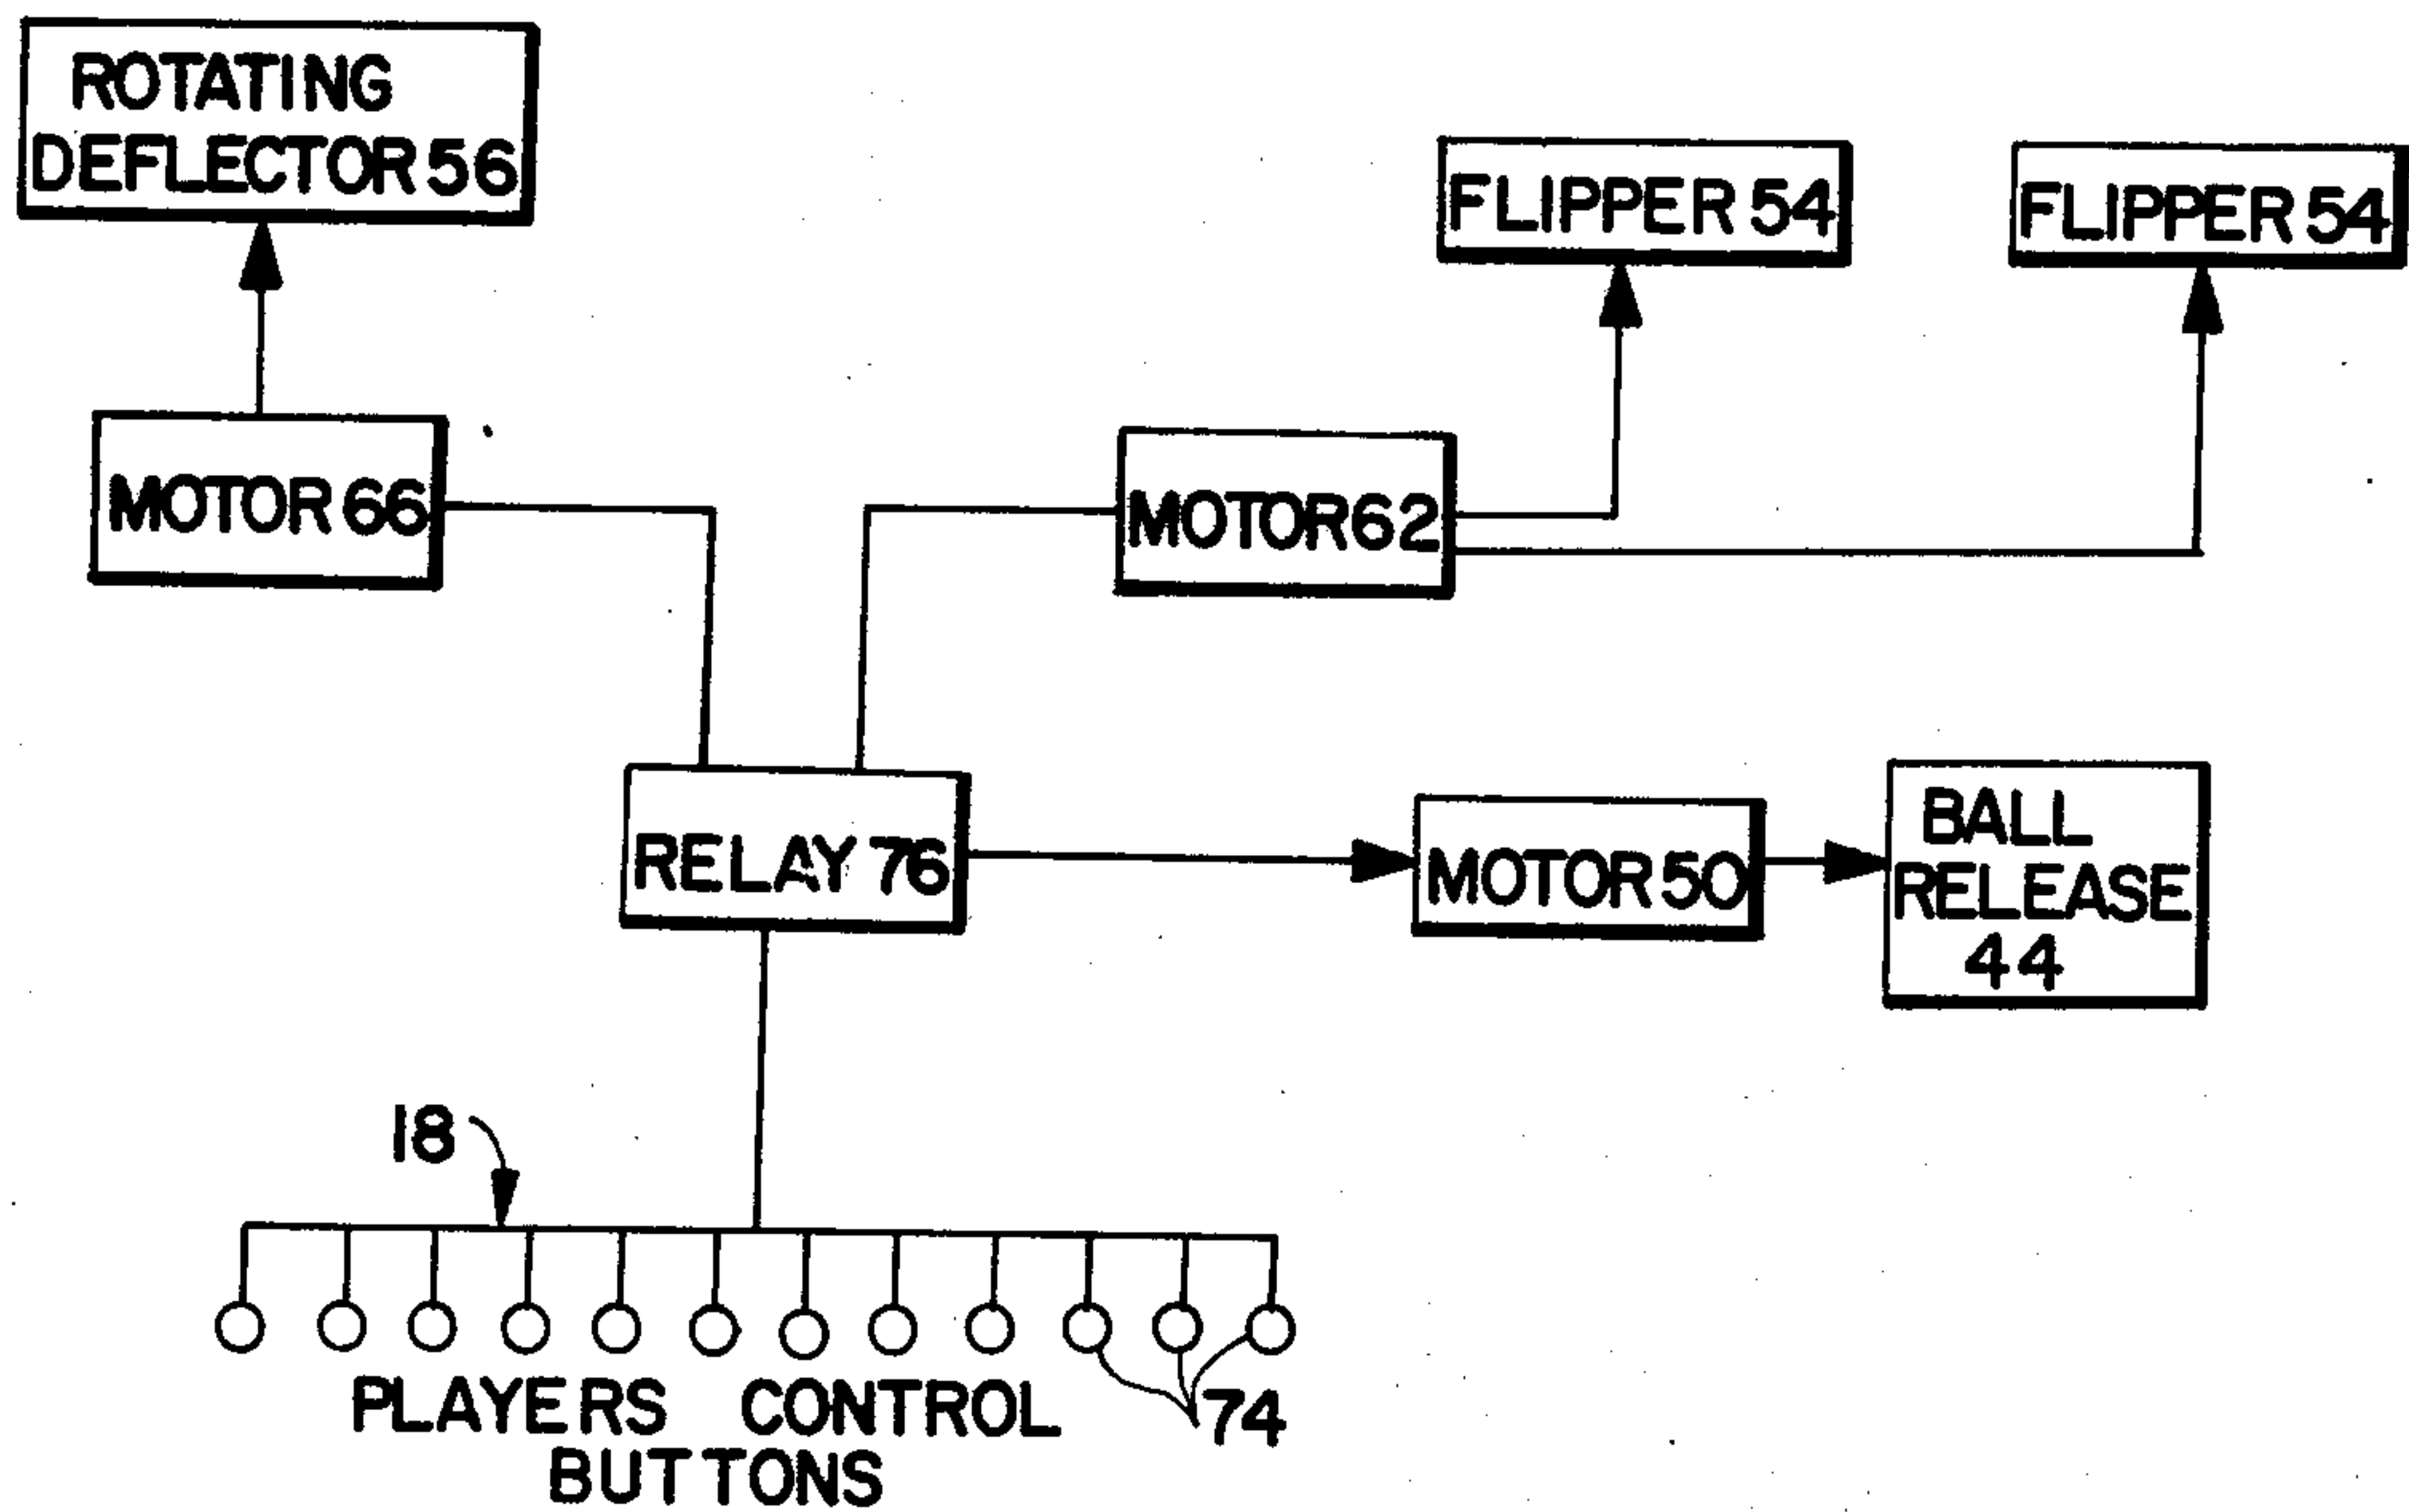 ROTATING
DEFLECTOR 56
FLIPPER 54
FLIPPER 54
MOTOR 66
MOTOR 62
RELAY 76
MOTOR 50
BALL
RELEASE
44
18
PLAYERS CONTROL
BUTTONS
74